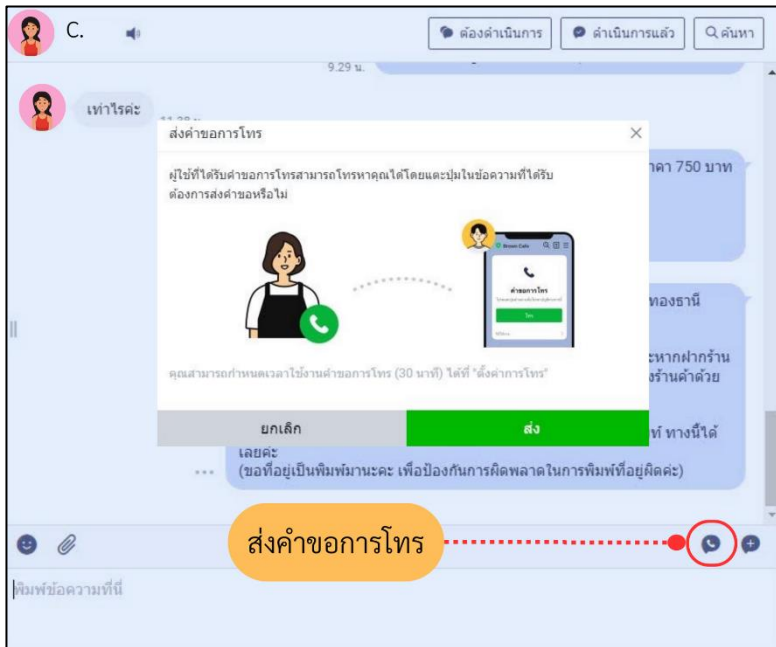 C.
ต้องดำเนินการ
ดำเนินการแล้ว
ค้นหา
9.29 น.
เท่าไรค่ะ
ส่งคำขอการโทร
ผู้ใช้ที่ได้รับคำขอการโทรสามารถโทรหาคุณได้โดยแตะปุ่มในข้อความที่ได้รับ
ต้องการส่งคำขอหรือไม่
750 บาท
Brown Cafe
คำขอการโทร
โทร
ทองธานี
ะหากฝากร้าน
งร้านค้าด้วย
คุณสามารถกำหนดเวลาใช้งานคำขอการโทร (30 นาที) ได้ที่ "ตั้งค่าการโทร"
ยกเลิก
ส่ง
ท์ ทางนี้ได้
เลยค่ะ
(ขอที่อยู่เป็นพิมพ์มานะคะ เพื่อป้องกันการผิดพลาดในการพิมพ์ที่อยู่ผิดค่ะ)
ส่งคำขอการโทร
พิมพ์ข้อความที่นี่